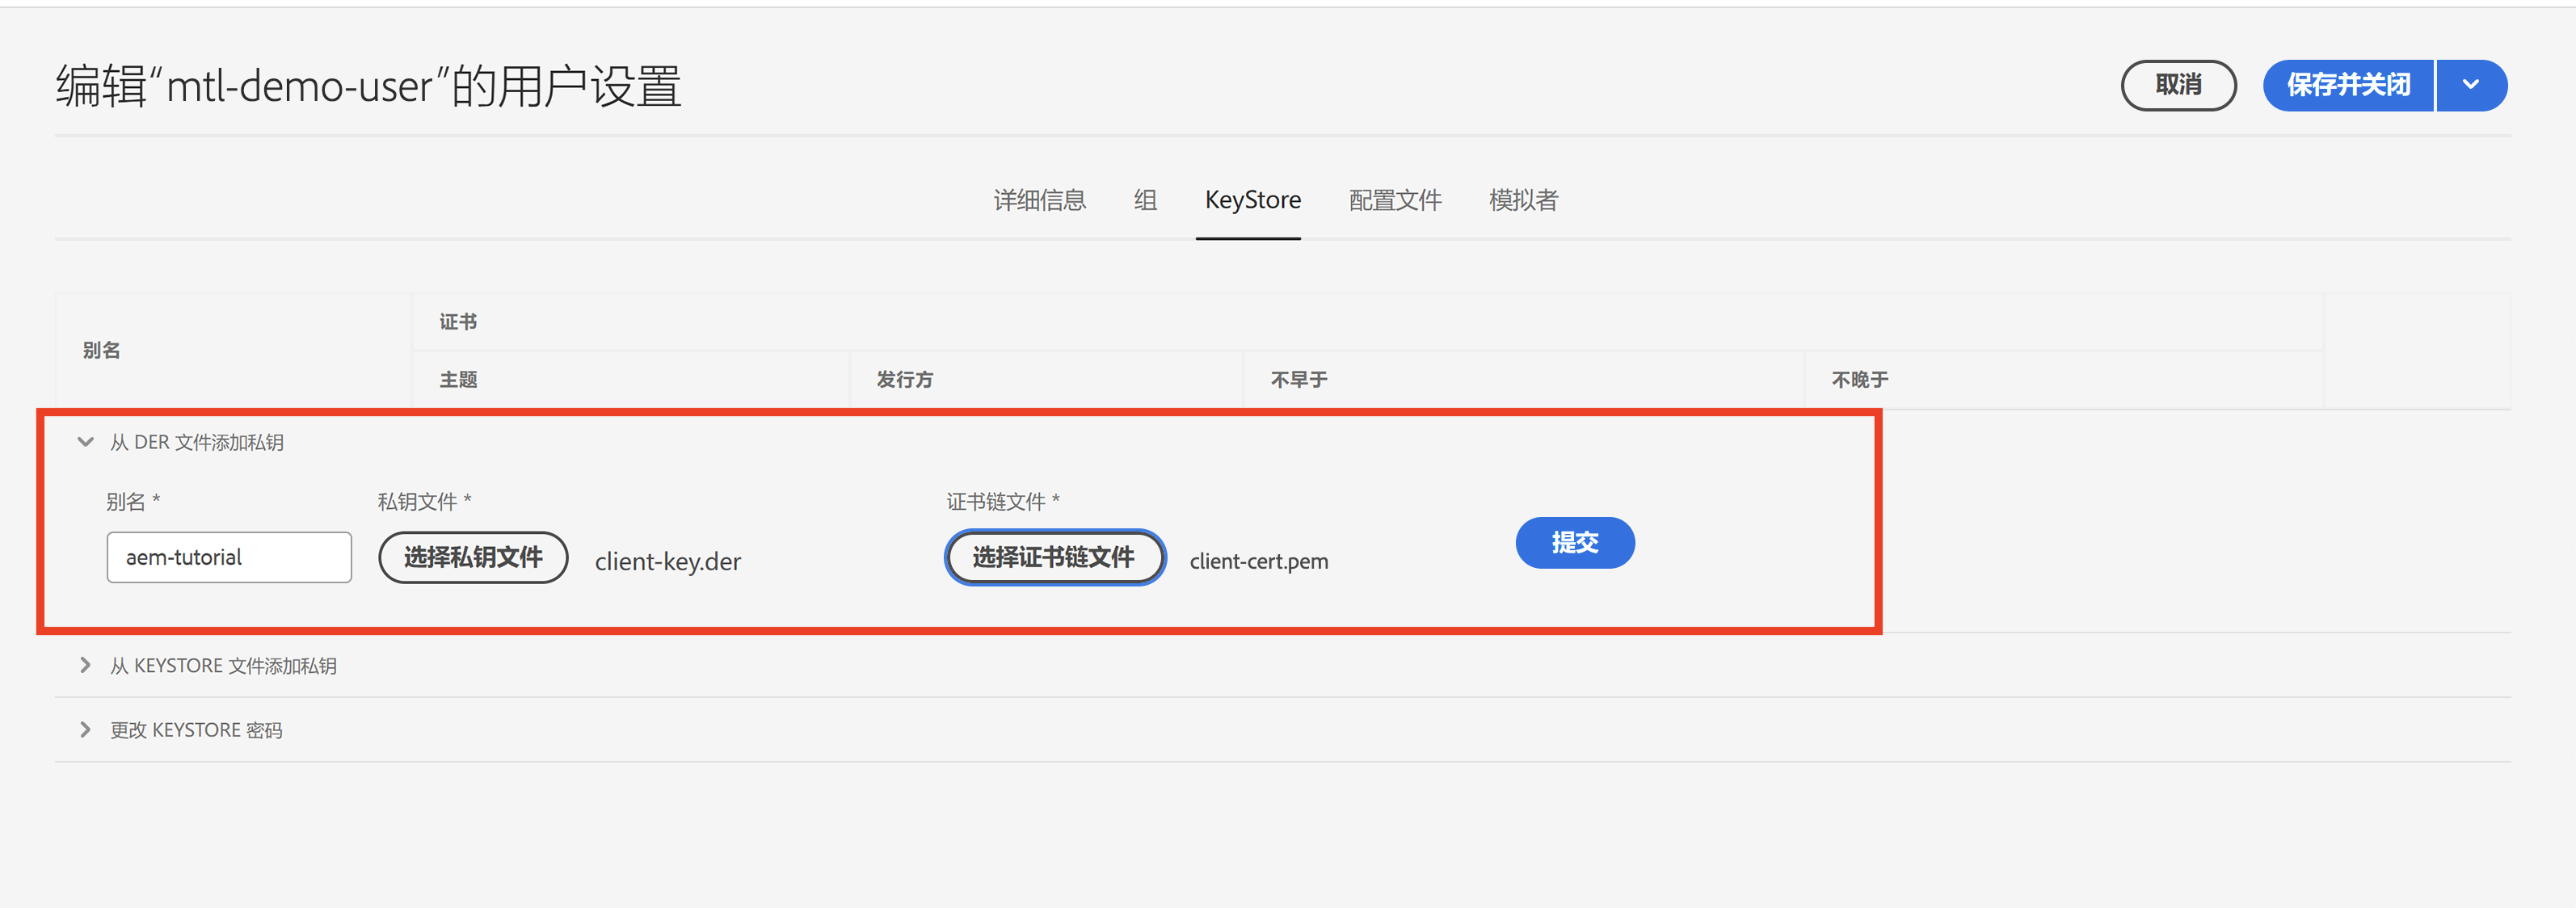 编辑“mtl-demo-user”的用户设置
取消
保存并关闭
详细信息 组 KeyStore 配置文件 模拟者
别名
证书
主题 发行方 不早于 不晚于
从 DER 文件添加私钥
别名 * 私钥文件 * 证书链文件 *
aem-tutorial 选择私钥文件 client-key.der 选择证书链文件 client-cert.pem 提交
从 KEYSTORE 文件添加私钥
更改 KEYSTORE 密码